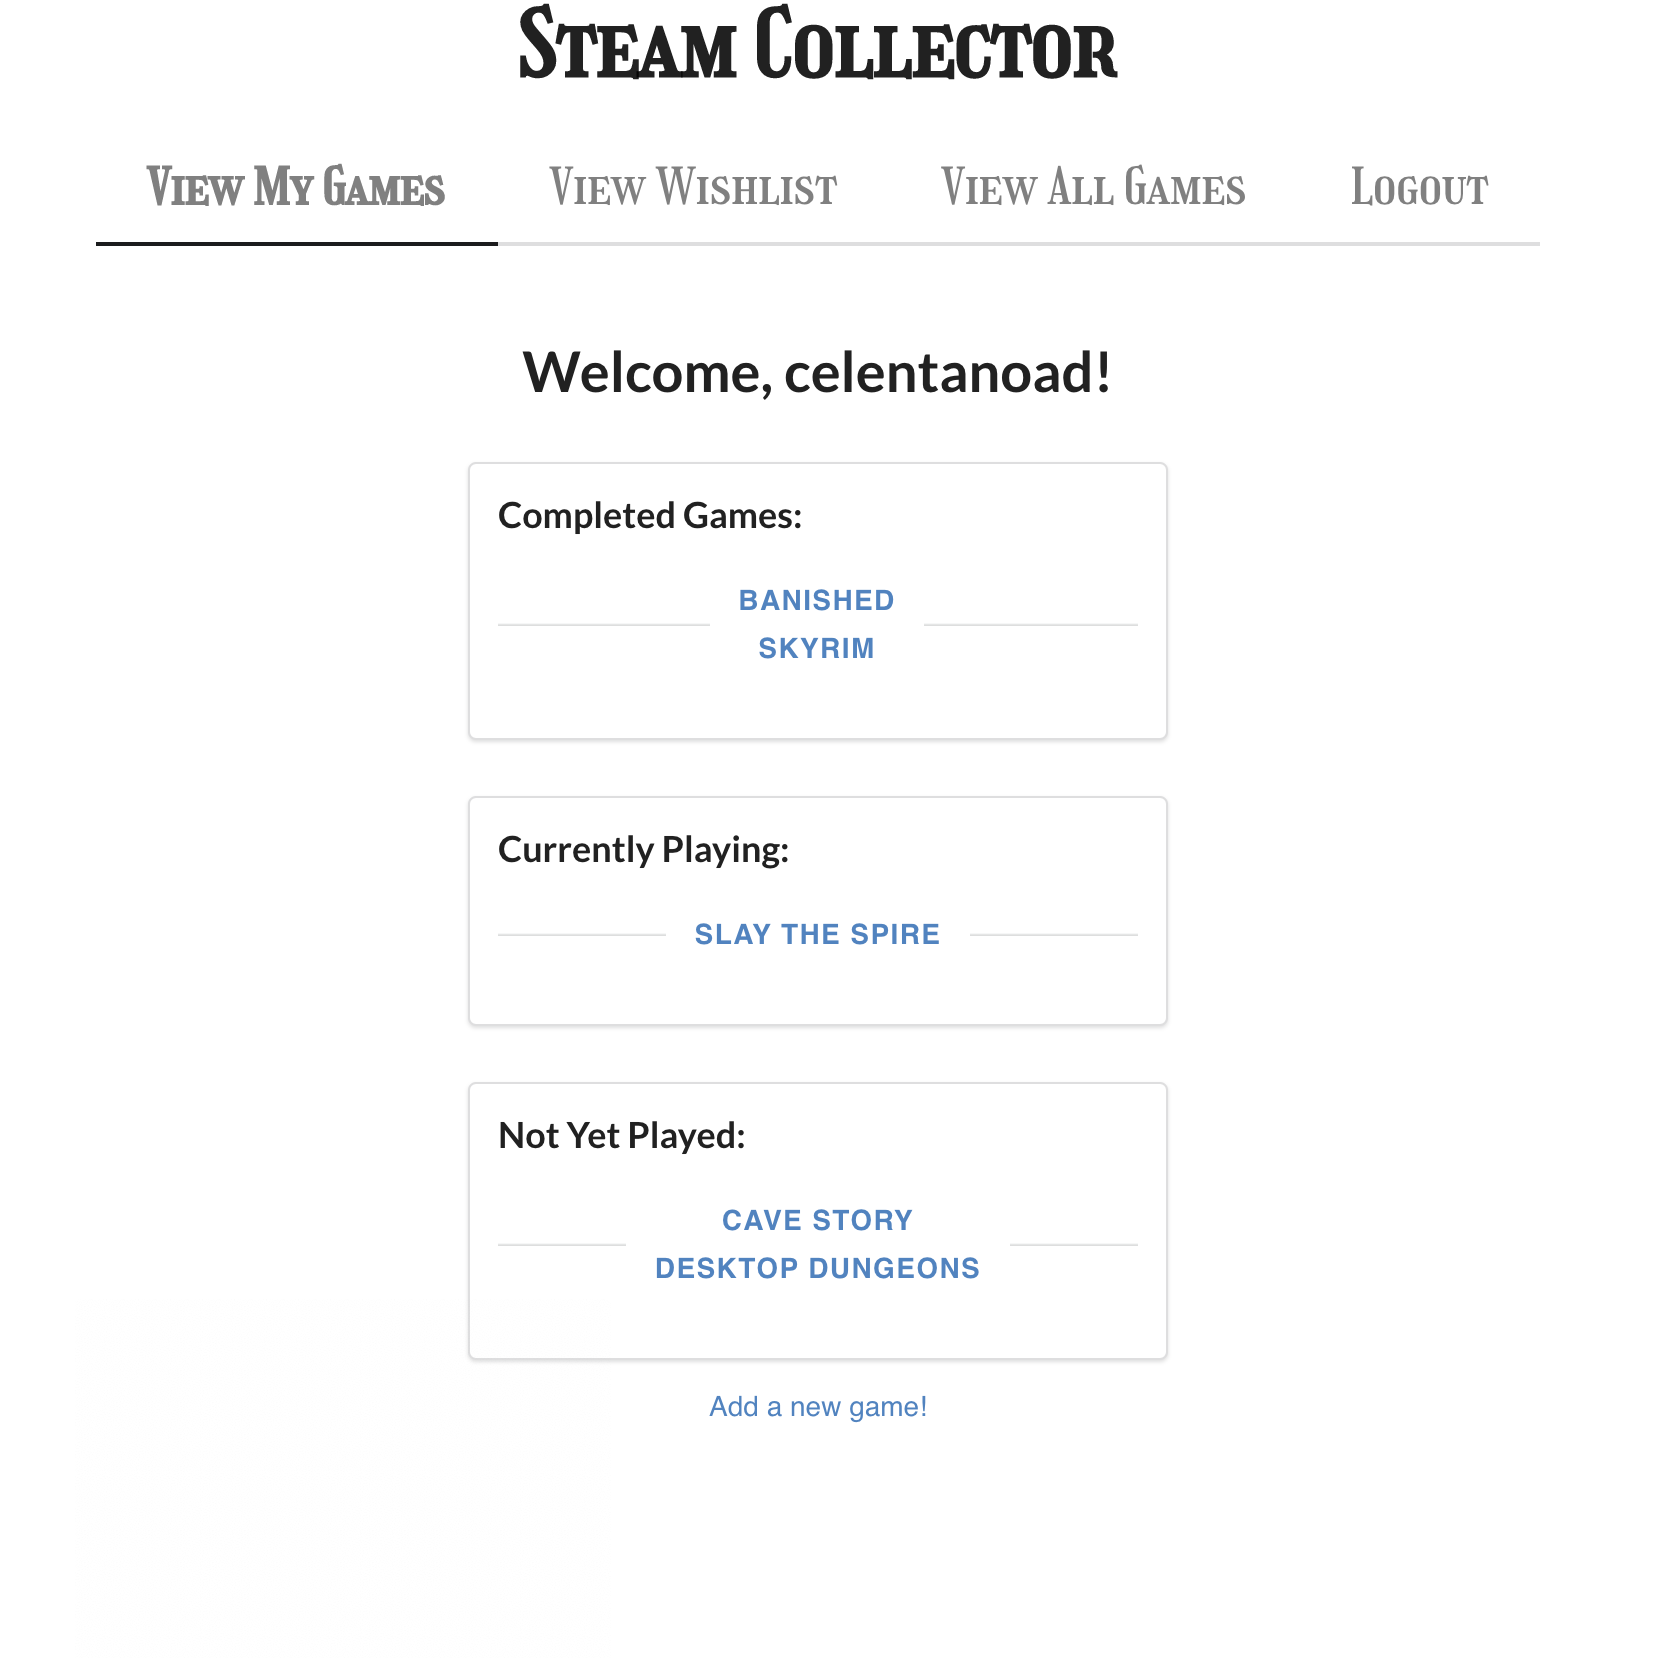 Steam Collector
View My Games View Wishlist View All Games Logout
Welcome, celentanoad!
Completed Games:
BANISHED
SKYRIM
Currently Playing:
SLAY THE SPIRE
Not Yet Played:
CAVE STORY
DESKTOP DUNGEONS
Add a new game!